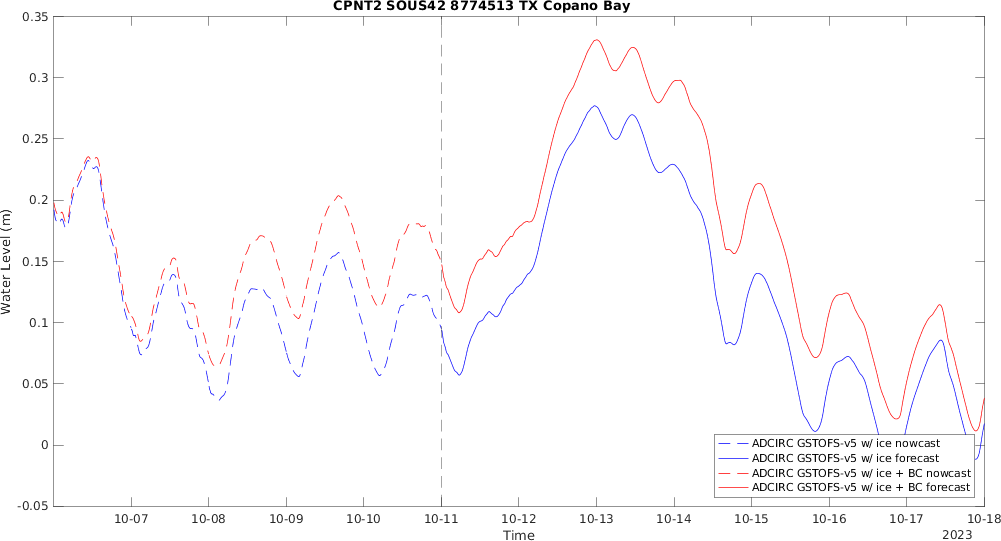 CPNT2 SOUS42 8774513 TX Copano Bay
0.35
0.3
0.25
0.2
0.15
0.1
0.05
0
-0.05
Water Level (m)
10-07 10-08 10-09 10-10 10-11 10-12 10-13 10-14 10-15 10-16 10-17 10-18
Time
2023
ADCIRC GSTOFS-v5 w/ ice nowcast
ADCIRC GSTOFS-v5 w/ ice forecast
ADCIRC GSTOFS-v5 w/ ice + BC nowcast
ADCIRC GSTOFS-v5 w/ ice + BC forecast